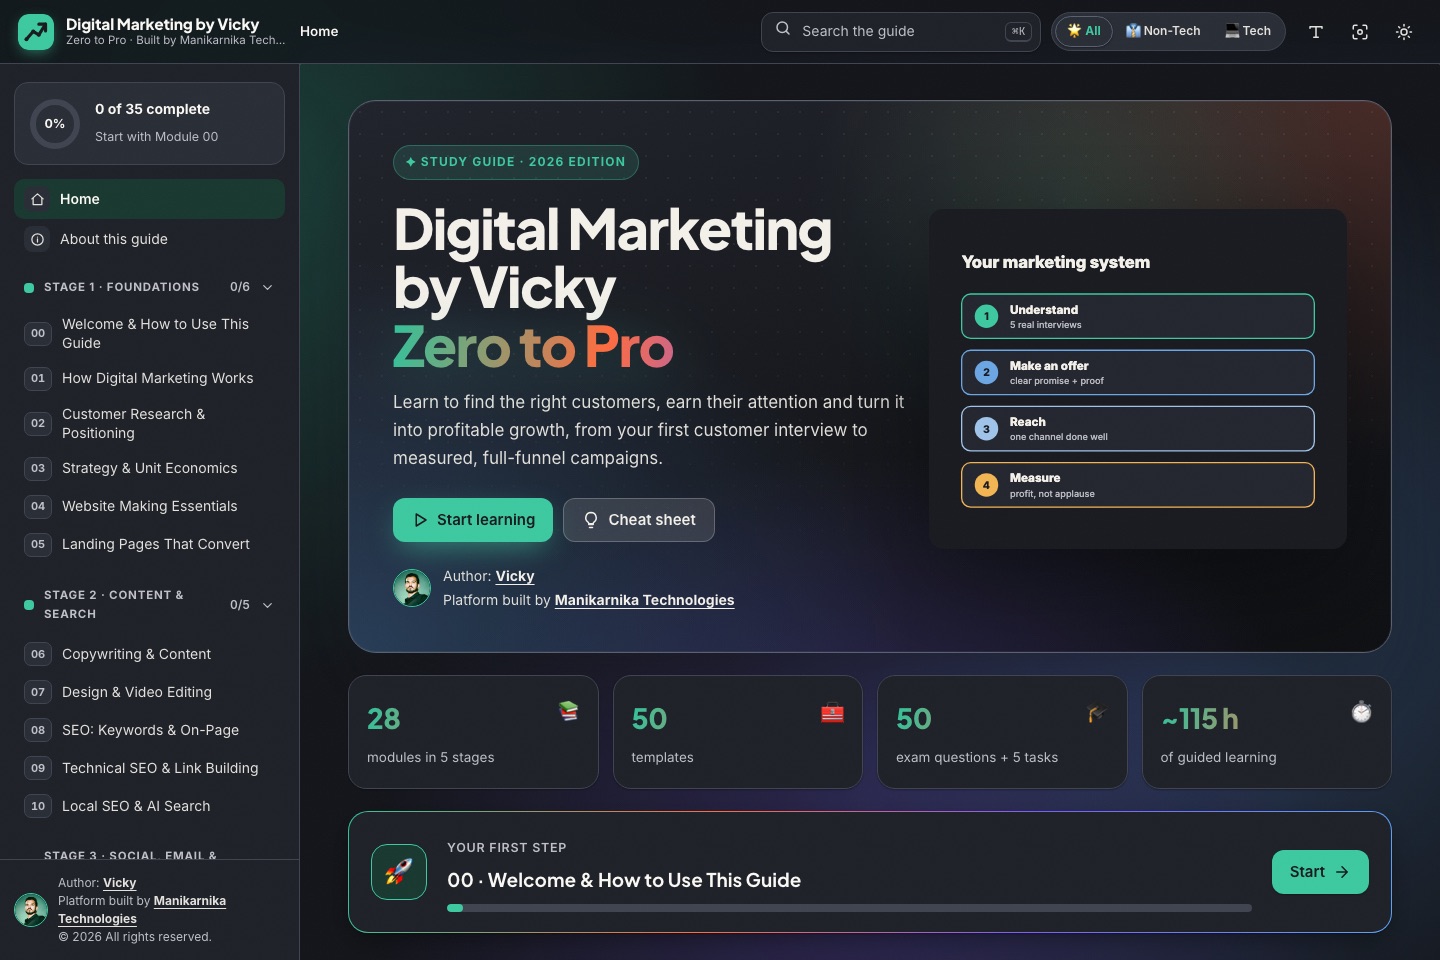 Digital Marketing by Vicky
Zero to Pro · Built by Manikarnika Tech...
Home
Search the guide
⌘K
All
Non-Tech
Tech
0%
0 of 35 complete
Start with Module 00
Home
About this guide
STAGE 1 · FOUNDATIONS 0/6
00 Welcome & How to Use This
Guide
01 How Digital Marketing Works
02 Customer Research &
Positioning
03 Strategy & Unit Economics
04 Website Making Essentials
05 Landing Pages That Convert
STAGE 2 · CONTENT &
SEARCH 0/5
06 Copywriting & Content
07 Design & Video Editing
08 SEO: Keywords & On-Page
09 Technical SEO & Link Building
10 Local SEO & AI Search
STAGE 3 · SOCIAL, EMAIL &
Author: Vicky
Platform built by Manikarnika
Technologies
© 2026 All rights reserved.
STUDY GUIDE · 2026 EDITION
Digital Marketing
by Vicky
Zero to Pro
Learn to find the right customers, earn their attention and turn it
into profitable growth, from your first customer interview to
measured, full-funnel campaigns.
Start learning
Cheat sheet
Author: Vicky
Platform built by Manikarnika Technologies
Your marketing system
1 Understand
5 real interviews
2 Make an offer
clear promise + proof
3 Reach
one channel done well
4 Measure
profit, not applause
28
modules in 5 stages
50
templates
50
exam questions + 5 tasks
~115 h
of guided learning
YOUR FIRST STEP
00 · Welcome & How to Use This Guide
Start